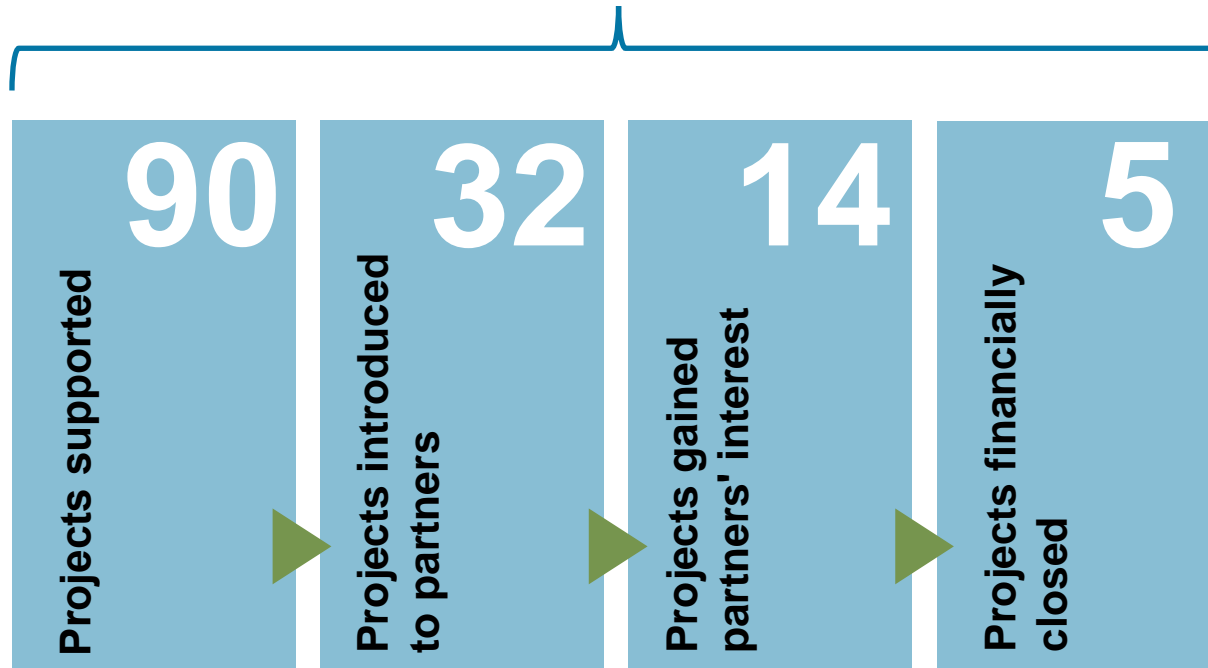 90
Projects supported
32
Projects introduced
to partners
14
Projects gained
partners' interest
5
Projects financially
closed